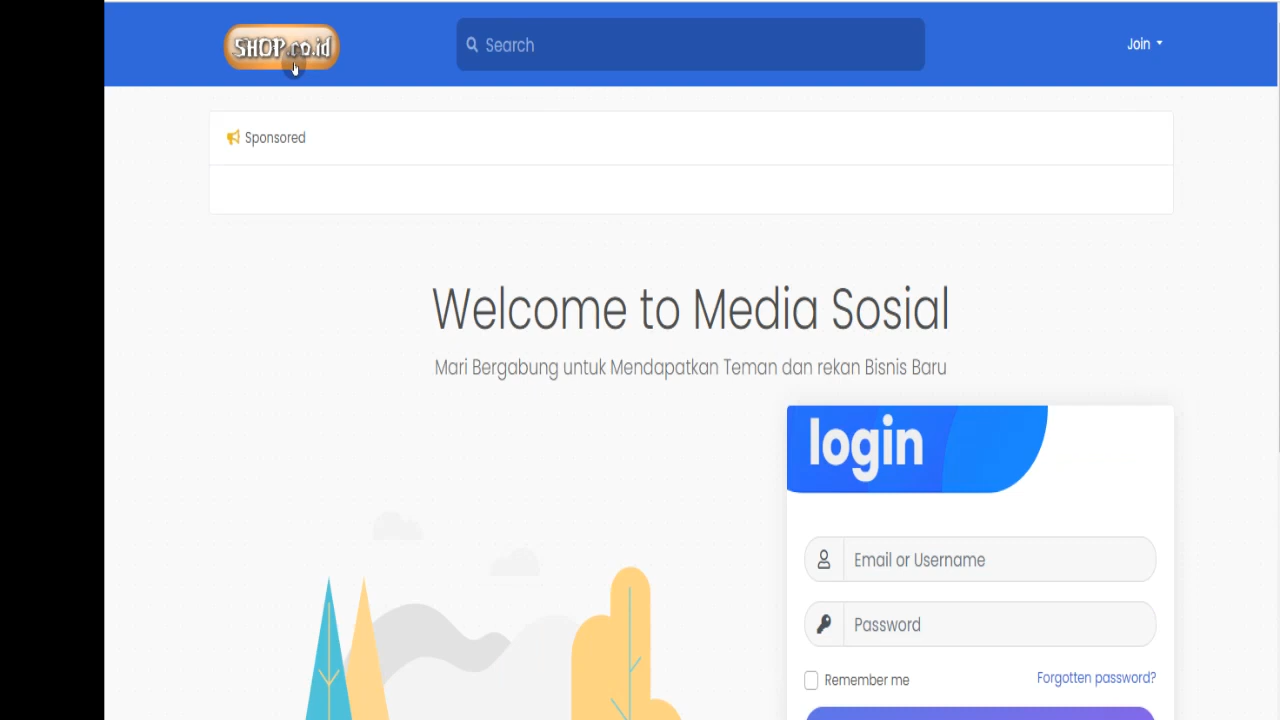 SHOP.co.id
Search
Join
Sponsored
Welcome to Media Sosial
Mari Bergabung untuk Mendapatkan Teman dan rekan Bisnis Baru
login
Email or Username
Password
Remember me
Forgotten password?